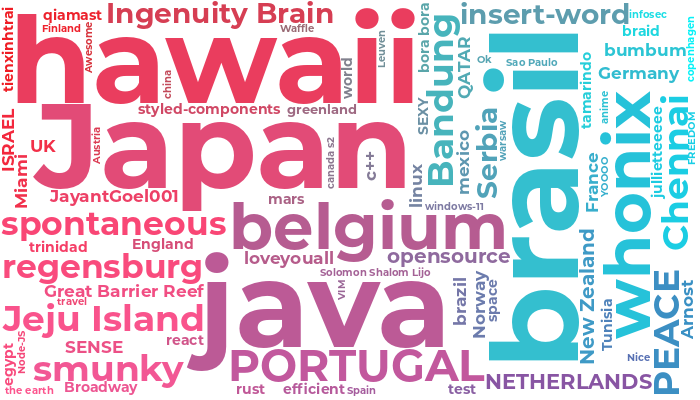 qiamast
Ingenuity Brain
insert-word
infosec
Finland
Waffle
braid
hawaii
bumbum
tienxinhtrai
Awesome
Leuven
bora bora
copenhagen
ok
Sao Paulo
Germany
china
world
QATAR
tamarindo
styled-components
greenland
SEXY
Bandung
anime
Japan
ISRAEL
UK
Austria
canada s2
c++
linux
mexico
Serbia
warsaw
brasil
whonix
julietteeeee
Chennai
FREEDOM
Miami
France
YOOOO
JayantGoel001
mars
windows-11
spontaneous
belgium
trinidad
England
loveyouall
opensource
regensburg
Solomon Shalom Lijo
Great Barrier Reef
VIM
java
brazil
Norway
space
New Zealand
Tunisia
PEACE
Arnest
travel
Jeju Island
react
egypt
Node-JS
SENSE
smunky
PORTUGAL
Nice
the earth
Broadway
rust
efficient
Spain
test
NETHERLANDS